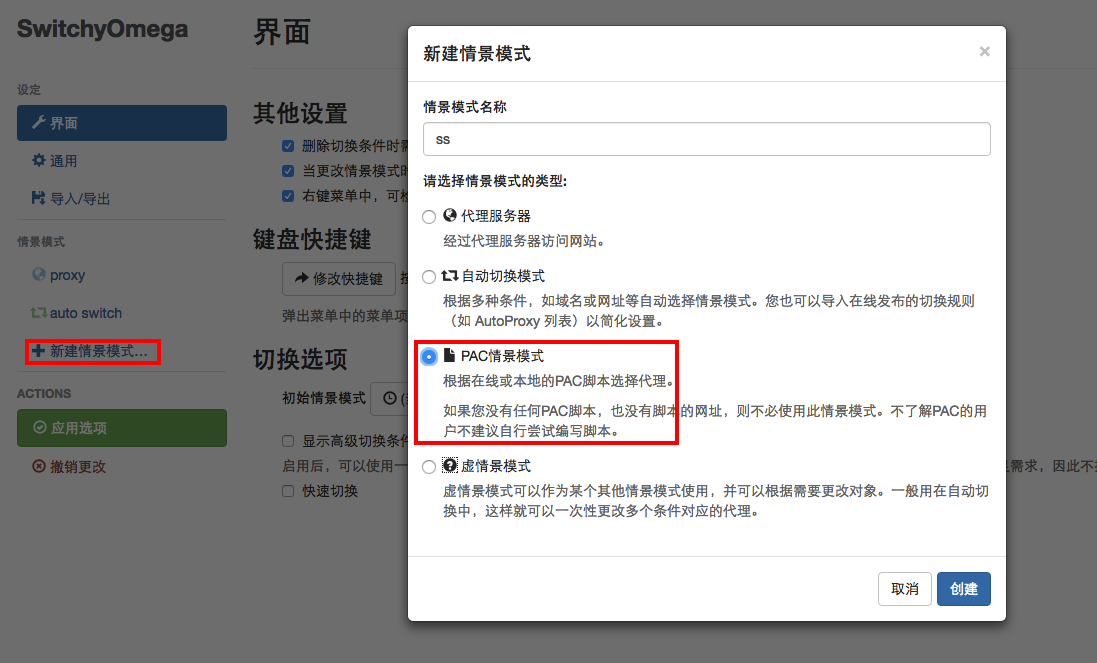 SwitchyOmega
设定
界面
通用
导入/导出
情景模式
proxy
auto switch
新建情景模式...
ACTIONS
应用选项
撤销更改
界面
其他设置
删除切换条件时需
当更改情景模式时
右键菜单中，可检
键盘快捷键
修改快捷键
弹出菜单中的菜单项
切换选项
初始情景模式
显示高级切换条件
启用后，可以使用一
需求，因此不
快速切换
新建情景模式
×
情景模式名称
ss
请选择情景模式的类型:
代理服务器
经过代理服务器访问网站。
自动切换模式
根据多种条件，如域名或网址等自动选择情景模式。您也可以导入在线发布的切换规则
（如 AutoProxy 列表）以简化设置。
PAC情景模式
根据在线或本地的PAC脚本选择代理。
如果您没有任何PAC脚本，也没有脚本的网址，则不必使用此情景模式。不了解PAC的用
户不建议自行尝试编写脚本。
虚情景模式
虚情景模式可以作为某个其他情景模式使用，并可以根据需要更改对象。一般用在自动切
换中，这样就可以一次性更改多个条件对应的代理。
取消
创建